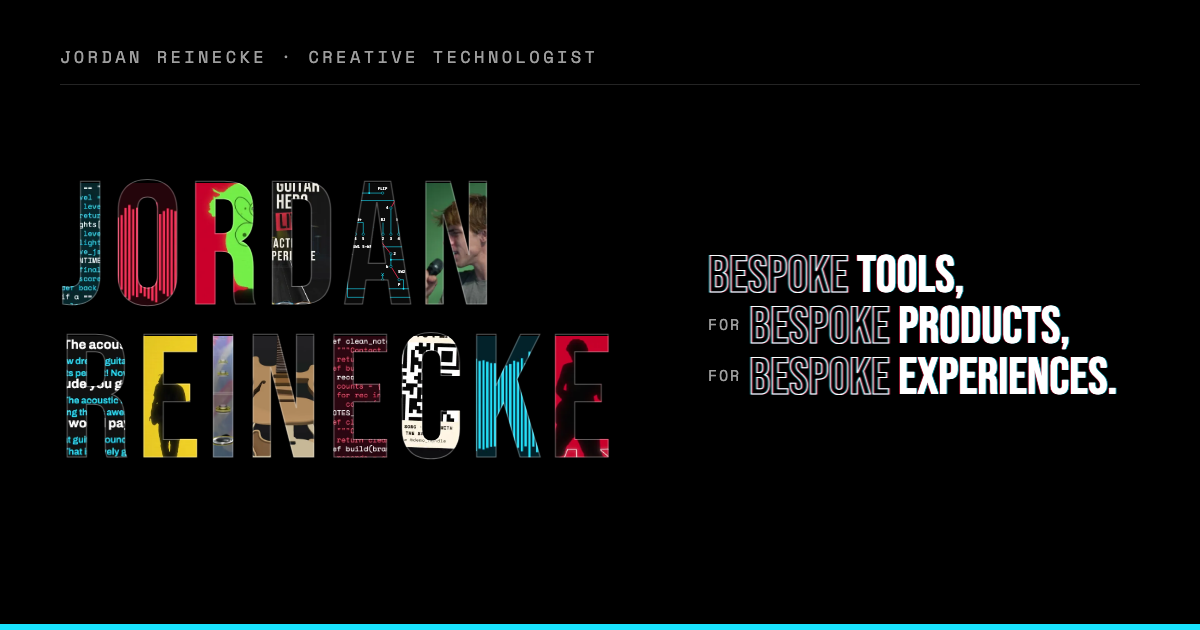 JORDAN REINECKE · CREATIVE TECHNOLOGIST
JORDAN
REINECKE
BESPOKE TOOLS,
FOR BESPOKE PRODUCTS,
FOR BESPOKE EXPERIENCES.